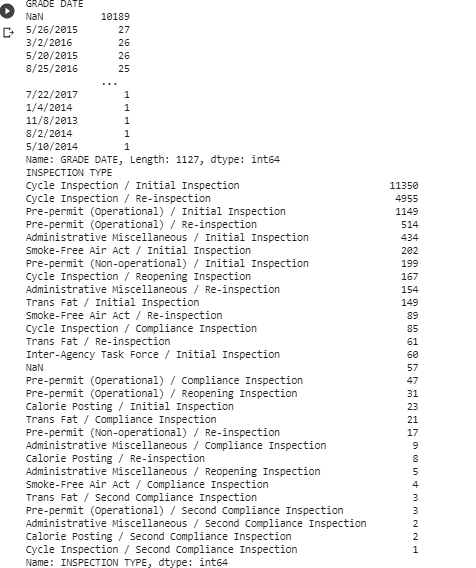 GRADE DATE
NaN 10189
5/26/2015 27
3/2/2016 26
5/20/2015 26
8/25/2016 25
...
7/22/2017 1
1/4/2014 1
11/8/2013 1
8/2/2014 1
5/10/2014 1
Name: GRADE DATE, Length: 1127, dtype: int64
INSPECTION TYPE
Cycle Inspection / Initial Inspection 11350
Cycle Inspection / Re-inspection 4955
Pre-permit (Operational) / Initial Inspection 1149
Pre-permit (Operational) / Re-inspection 514
Administrative Miscellaneous / Initial Inspection 434
Smoke-Free Air Act / Initial Inspection 202
Pre-permit (Non-operational) / Initial Inspection 199
Cycle Inspection / Reopening Inspection 167
Administrative Miscellaneous / Re-inspection 154
Trans Fat / Initial Inspection 149
Smoke-Free Air Act / Re-inspection 89
Cycle Inspection / Compliance Inspection 85
Trans Fat / Re-inspection 61
Inter-Agency Task Force / Initial Inspection 60
NaN 57
Pre-permit (Operational) / Compliance Inspection 47
Pre-permit (Operational) / Reopening Inspection 31
Calorie Posting / Initial Inspection 23
Trans Fat / Compliance Inspection 21
Pre-permit (Non-operational) / Re-inspection 17
Administrative Miscellaneous / Compliance Inspection 9
Calorie Posting / Re-inspection 8
Administrative Miscellaneous / Reopening Inspection 5
Smoke-Free Air Act / Compliance Inspection 4
Trans Fat / Second Compliance Inspection 3
Pre-permit (Operational) / Second Compliance Inspection 3
Administrative Miscellaneous / Second Compliance Inspection 2
Calorie Posting / Second Compliance Inspection 2
Cycle Inspection / Second Compliance Inspection 1
Name: INSPECTION TYPE, dtype: int64